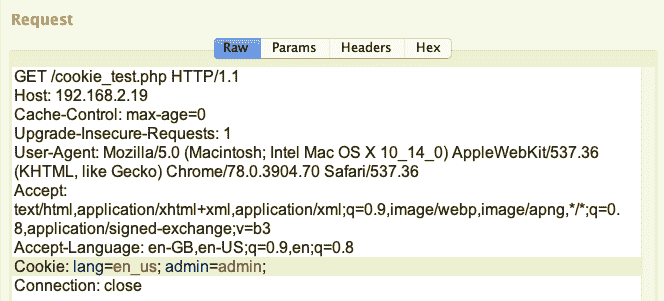 Request
Raw Params Headers Hex
GET /cookie_test.php HTTP/1.1
Host: 192.168.2.19
Cache-Control: max-age=0
Upgrade-Insecure-Requests: 1
User-Agent: Mozilla/5.0 (Macintosh; Intel Mac OS X 10_14_0) AppleWebKit/537.36
(KHTML, like Gecko) Chrome/78.0.3904.70 Safari/537.36
Accept:
text/html,application/xhtml+xml,application/xml;q=0.9,image/webp,image/apng,*/*;q=0.
8,application/signed-exchange;v=b3
Accept-Language: en-GB,en-US;q=0.9,en;q=0.8
Cookie: lang=en_us; admin=admin;
Connection: close